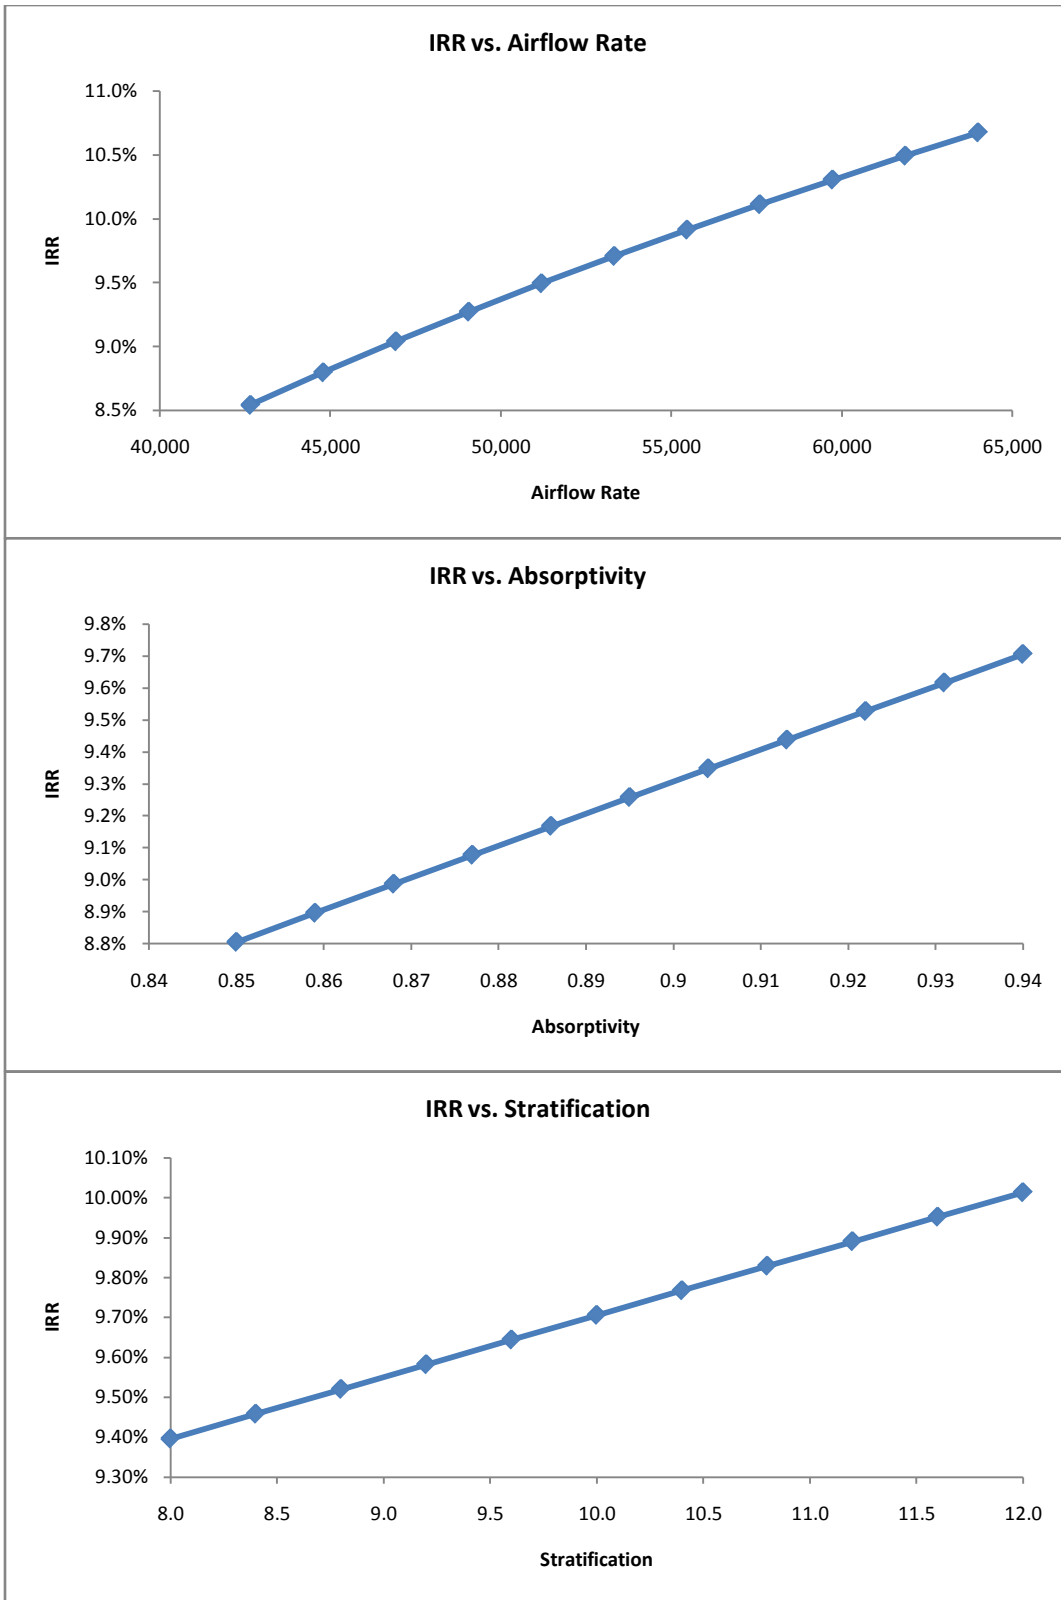 IRR vs. Airflow Rate
11.0%
10.5%
10.0%
9.5%
9.0%
8.5%
IRR
40,000 45,000 50,000 55,000 60,000 65,000
Airflow Rate
IRR vs. Absorptivity
9.8%
9.7%
9.6%
9.5%
9.4%
9.3%
9.2%
9.1%
9.0%
8.9%
8.8%
IRR
0.84 0.85 0.86 0.87 0.88 0.89 0.9 0.91 0.92 0.93 0.94
Absorptivity
IRR vs. Stratification
10.10%
10.00%
9.90%
9.80%
9.70%
9.60%
9.50%
9.40%
9.30%
IRR
8.0 8.5 9.0 9.5 10.0 10.5 11.0 11.5 12.0
Stratification